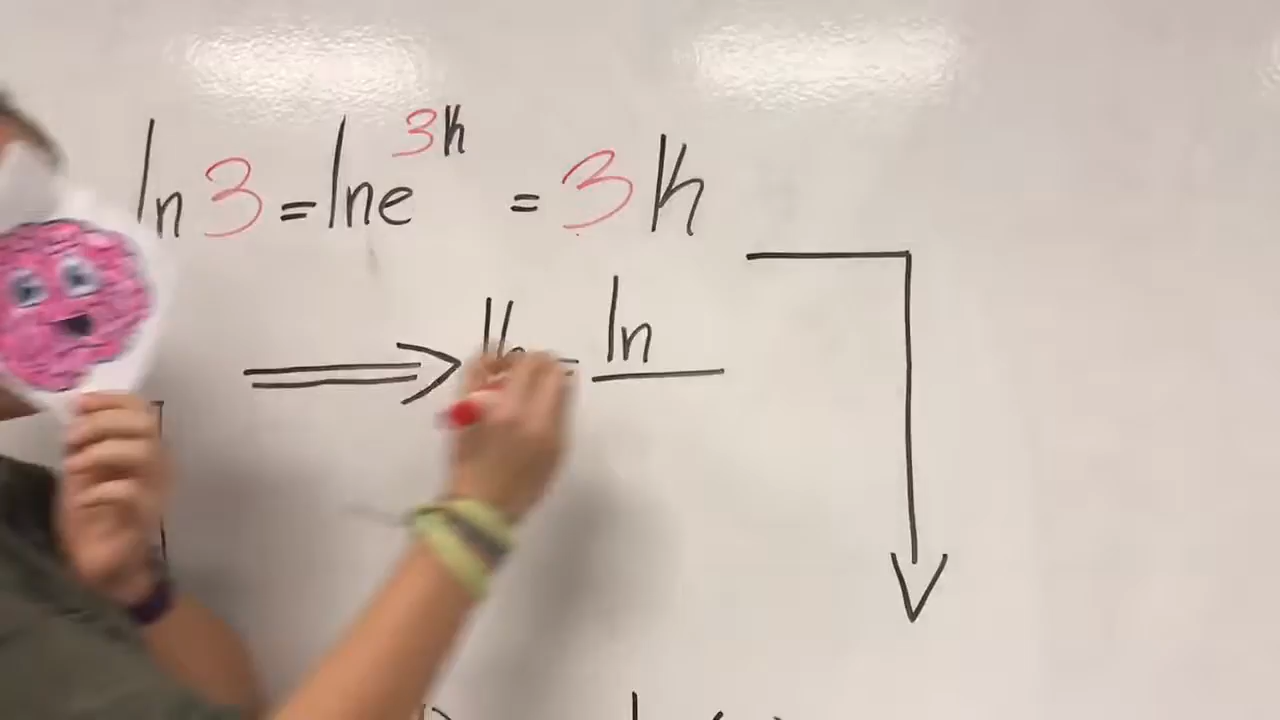 ln 3 = ln e^{3k} = 3k
⟹ k = ln